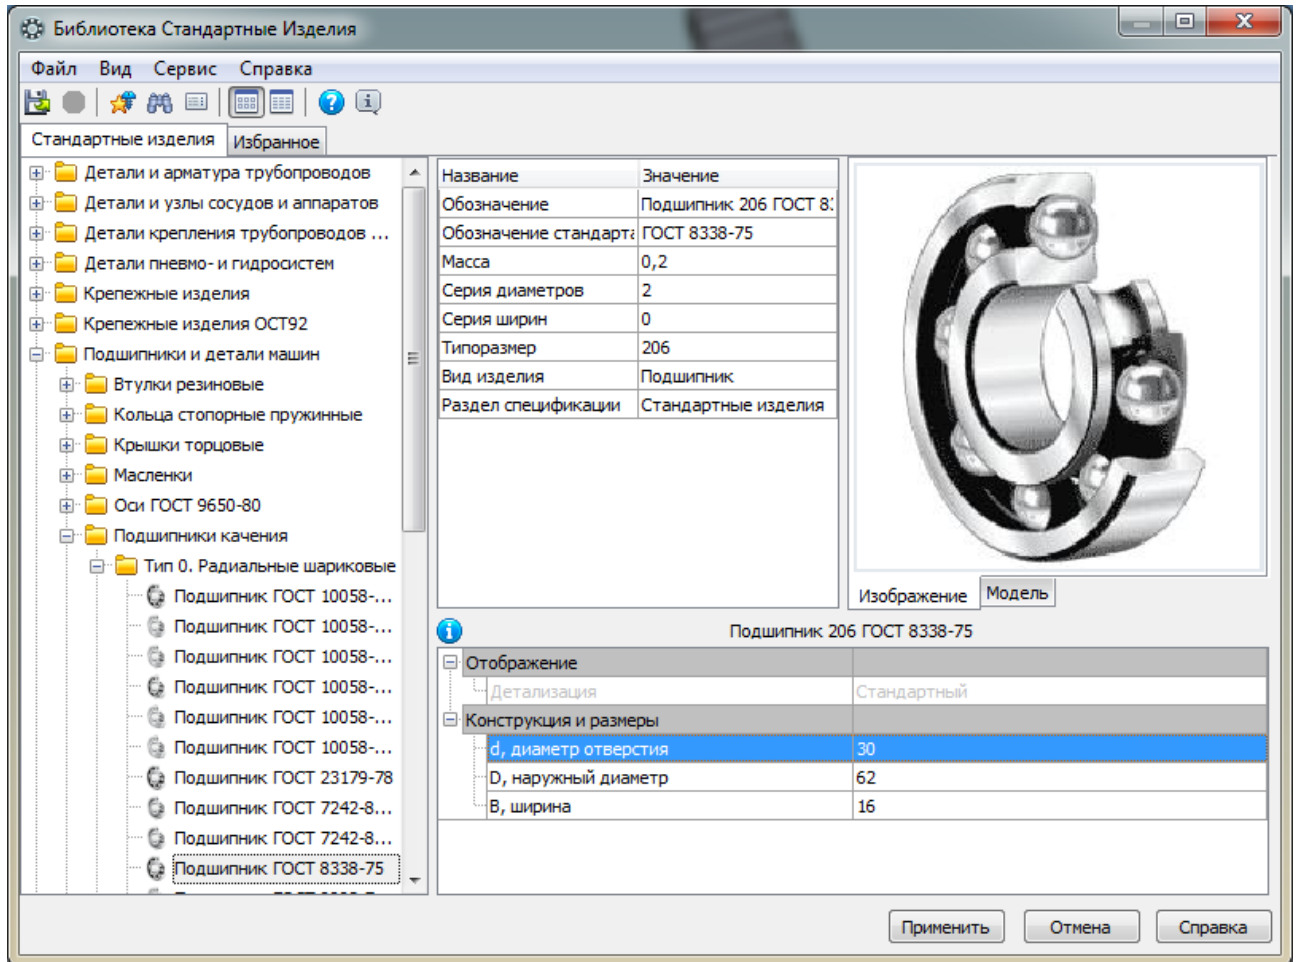 Библиотека Стандартные Изделия
Файл Вид Сервис Справка
Стандартные изделия Избранное
Детали и арматура трубопроводов
Детали и узлы сосудов и аппаратов
Детали крепления трубопроводов ...
Детали пневмо- и гидросистем
Крепежные изделия
Крепежные изделия ОСТ92
Подшипники и детали машин
Втулки резиновые
Кольца стопорные пружинные
Крышки торцовые
Масленки
Оси ГОСТ 9650-80
Подшипники качения
Тип 0. Радиальные шариковые
Подшипник ГОСТ 10058-...
Подшипник ГОСТ 10058-...
Подшипник ГОСТ 10058-...
Подшипник ГОСТ 10058-...
Подшипник ГОСТ 10058-...
Подшипник ГОСТ 10058-...
Подшипник ГОСТ 23179-78
Подшипник ГОСТ 7242-8...
Подшипник ГОСТ 7242-8...
Подшипник ГОСТ 8338-75
Название Значение
Обозначение Подшипник 206 ГОСТ 8
Обозначение стандарта ГОСТ 8338-75
Масса 0,2
Серия диаметров 2
Серия ширин 0
Типоразмер 206
Вид изделия Подшипник
Раздел спецификации Стандартные изделия
Изображение Модель
Подшипник 206 ГОСТ 8338-75
Отображение
Детализация Стандартный
Конструкция и размеры
d, диаметр отверстия 30
D, наружный диаметр 62
B, ширина 16
Применить Отмена Справка